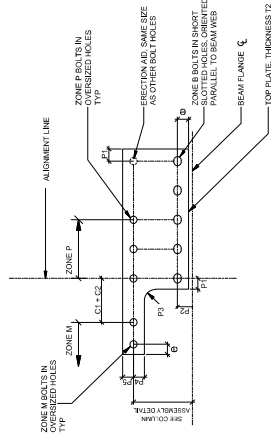 ZONE M BOLTS IN
OVERSIZED HOLES
TYP
ZONE M
C1 + C2
ALIGNMENT LINE
ZONE P
ZONE P BOLTS IN
OVERSIZED HOLES
TYP
ERECTION AID, SAME SIZE
AS OTHER BOLT HOLES
ZONE B BOLTS IN SHORT
SLOTTED HOLES, ORIENTED
PARALLEL TO BEAM WEB
BEAM FLANGE ℄
TOP PLATE, THICKNESS T2
P1
e
P5
P4
P3
P2
P1
e
SEE COLUMN
ASSEMBLY DETAIL